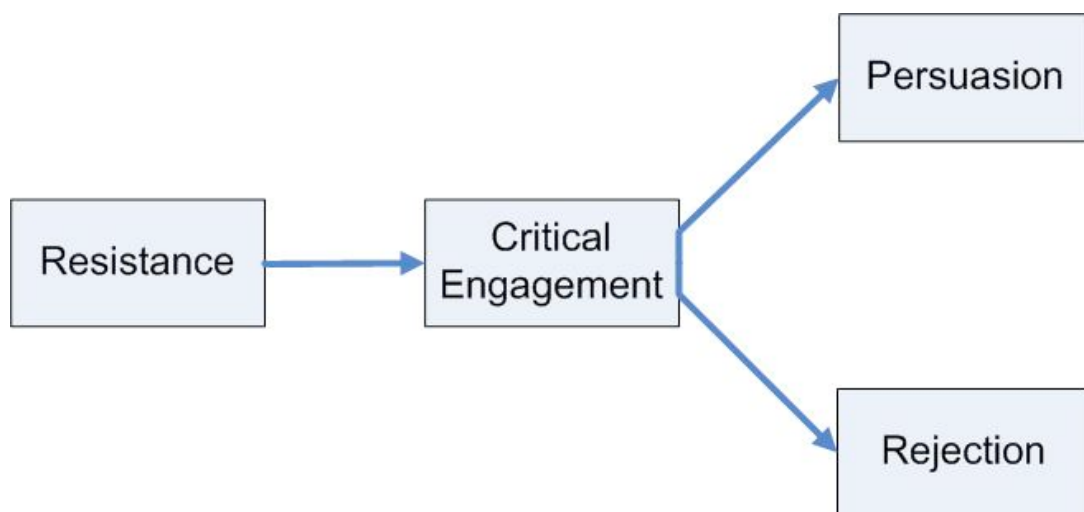 Resistance
Critical
Engagement
Persuasion
Rejection